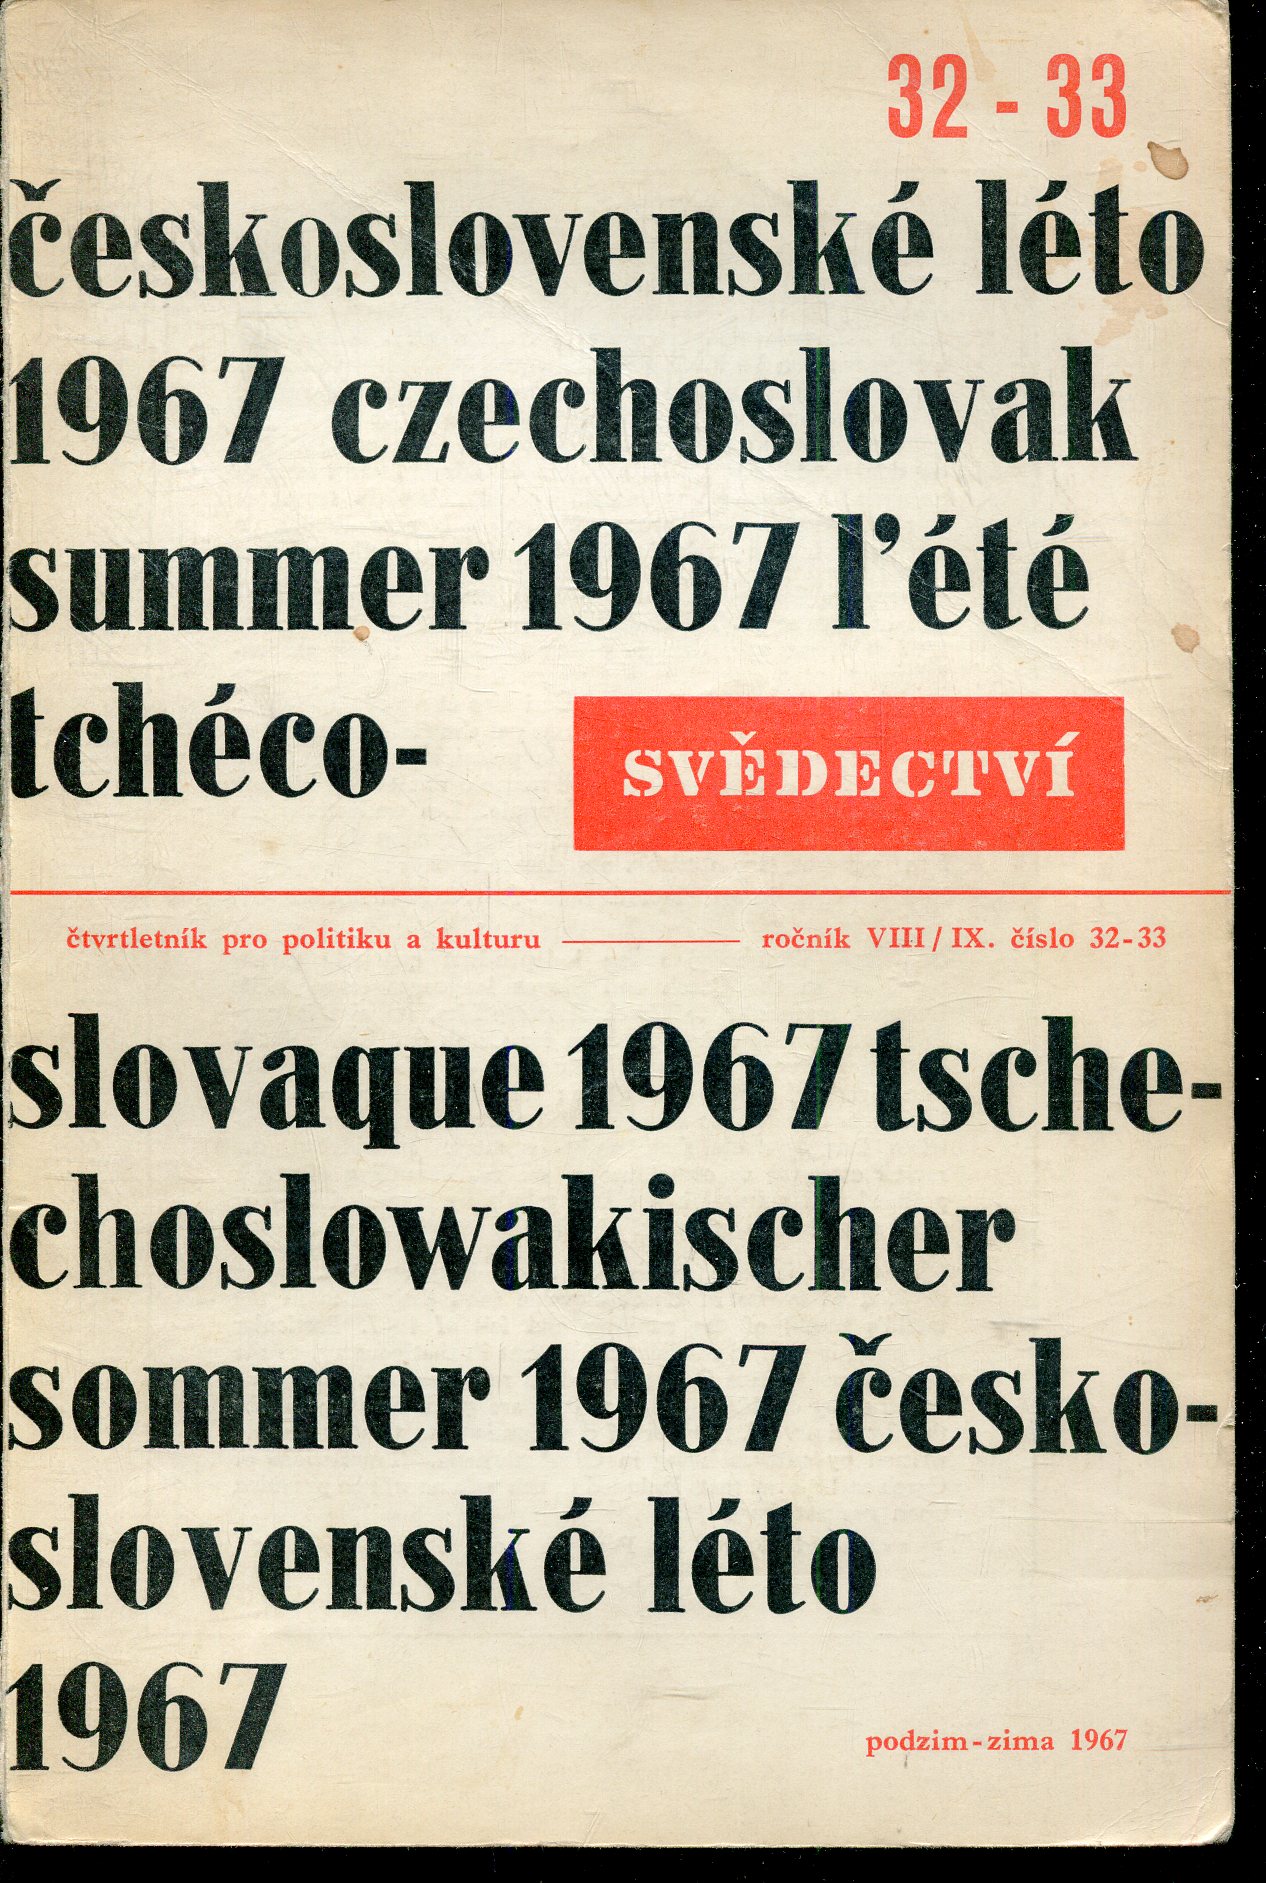 32 - 33
československé léto
1967 czechoslovak
summer 1967 l'été
tchéco-
SVĚDECTVÍ
čtvrtletník pro politiku a kulturu — ročník VIII / IX. číslo 32-33
slovaque 1967 tsche-
choslowakischer
sommer 1967 česko-
slovenské léto
1967
podzim-zima 1967